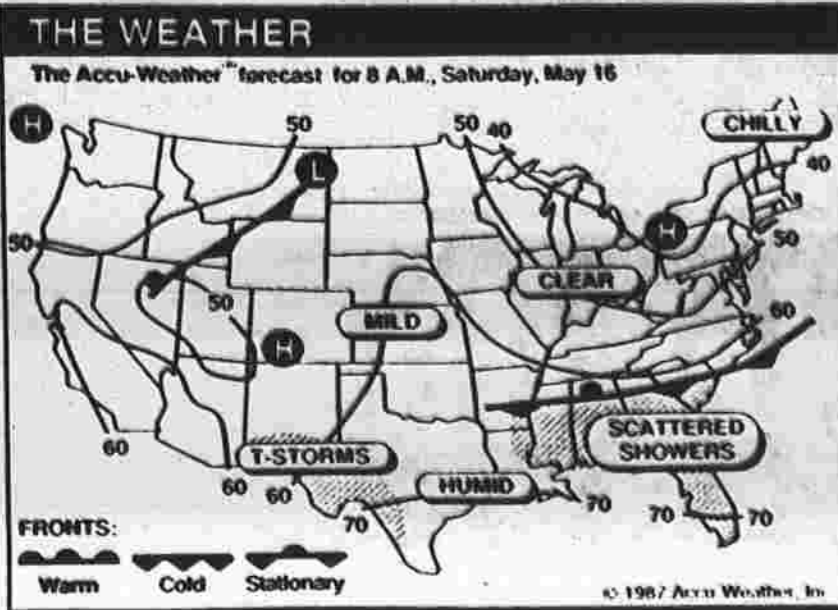 THE WEATHER
The Accu-Weather™ forecast for 8 A.M., Saturday, May 16
H
50
50 40
CHILLY
L
40
H
50
50
CLEAR
50
MILD
60
H
60
SCATTERED
SHOWERS
T-STORMS
60
60
HUMID
70
70
70
70
FRONTS:
Warm
Cold
Stationary
© 1987 Accu Weather, In